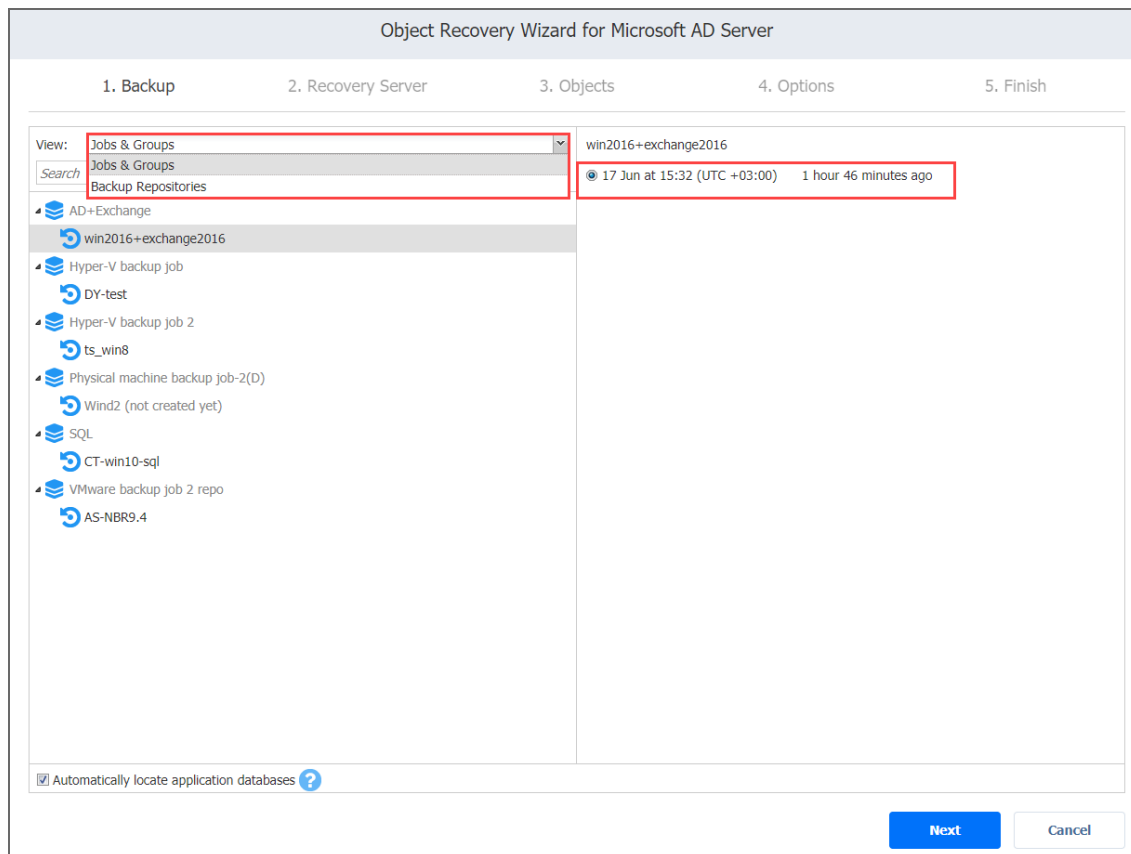 Object Recovery Wizard for Microsoft AD Server
1. Backup 2. Recovery Server 3. Objects 4. Options 5. Finish
View: Jobs & Groups
Search
Jobs & Groups
Backup Repositories
AD+Exchange
win2016+exchange2016
Hyper-V backup job
DY-test
Hyper-V backup job 2
ts_win8
Physical machine backup job-2(D)
Wind2 (not created yet)
SQL
CT-win10-sql
VMware backup job 2 repo
AS-NBR9.4
win2016+exchange2016
17 Jun at 15:32 (UTC +03:00) 1 hour 46 minutes ago
Automatically locate application databases ?
Next Cancel